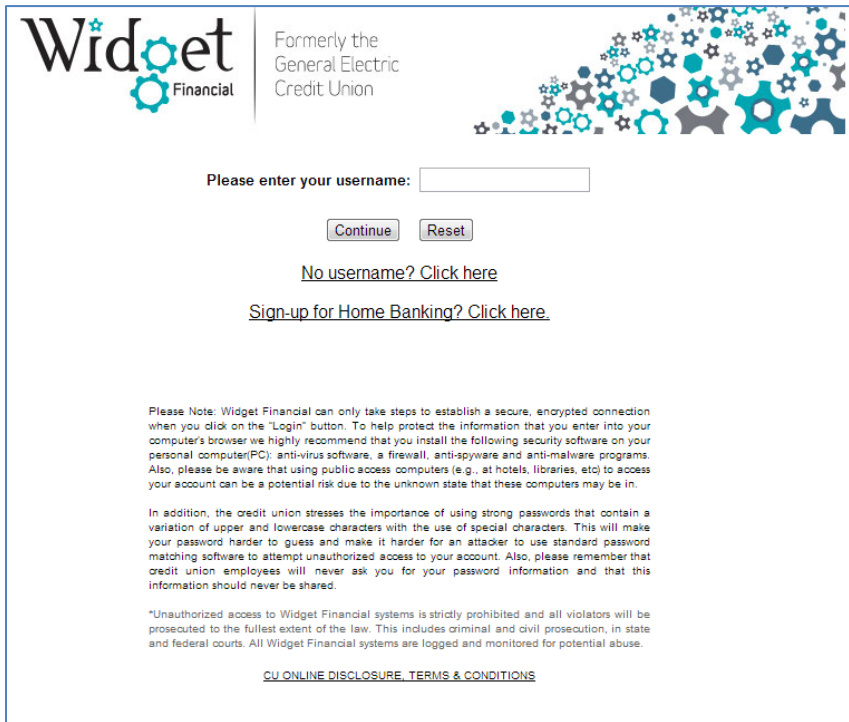 Widget
Financial
Formerly the
General Electric
Credit Union
Please enter your username:
Continue Reset
No username? Click here
Sign-up for Home Banking? Click here.
Please Note: Widget Financial can only take steps to establish a secure, encrypted connection
when you click on the "Login" button. To help protect the information that you enter into your
computer's browser we highly recommend that you install the following security software on your
personal computer(PC): anti-virus software, a firewall, anti-spyware and anti-malware programs.
Also, please be aware that using public access computers (e.g., at hotels, libraries, etc) to access
your account can be a potential risk due to the unknown state that these computers may be in.
In addition, the credit union stresses the importance of using strong passwords that contain a
variation of upper and lowercase characters with the use of special characters. This will make
your password harder to guess and make it harder for an attacker to use standard password
matching software to attempt unauthorized access to your account. Also, please remember that
credit union employees will never ask you for your password information and that this
information should never be shared.
*Unauthorized access to Widget Financial systems is strictly prohibited and all violators will be
prosecuted to the fullest extent of the law. This includes criminal and civil prosecution, in state
and federal courts. All Widget Financial systems are logged and monitored for potential abuse.
CU ONLINE DISCLOSURE, TERMS & CONDITIONS